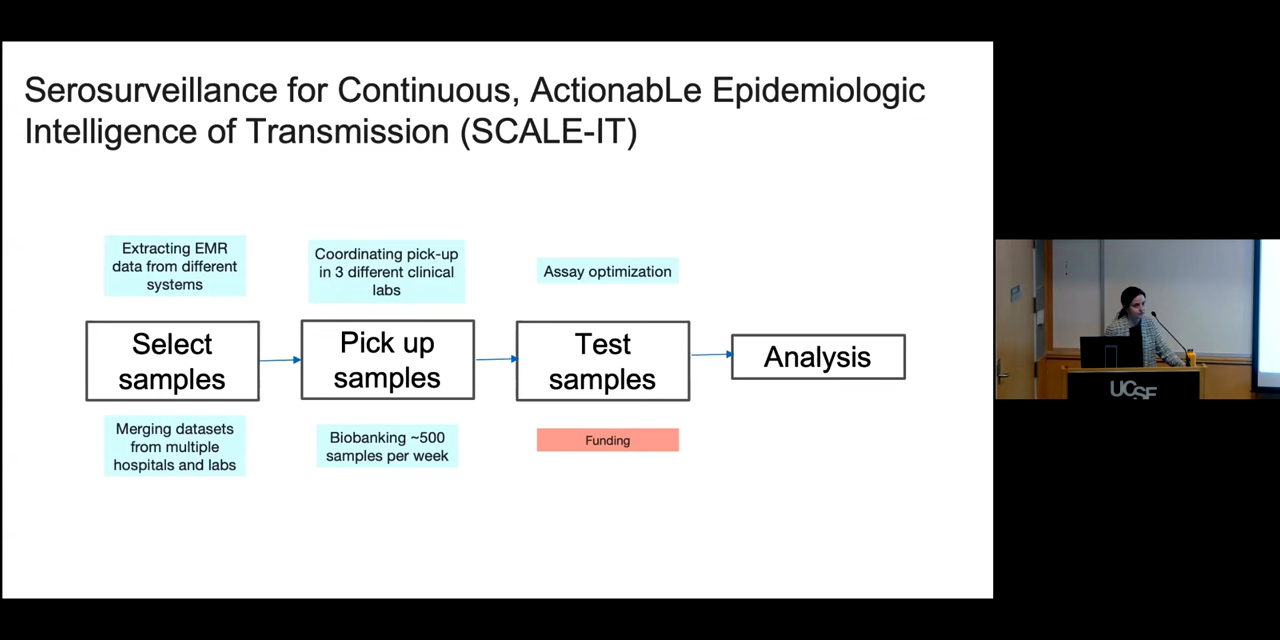 Serosurveillance for Continuous, ActionabLe Epidemiologic
Intelligence of Transmission (SCALE-IT)
Extracting EMR
data from different
systems
Coordinating pick-up
in 3 different clinical
labs
Assay optimization
Select
samples
Pick up
samples
Test
samples
Analysis
Merging datasets
from multiple
hospitals and labs
Biobanking ~500
samples per week
Funding
UCSF